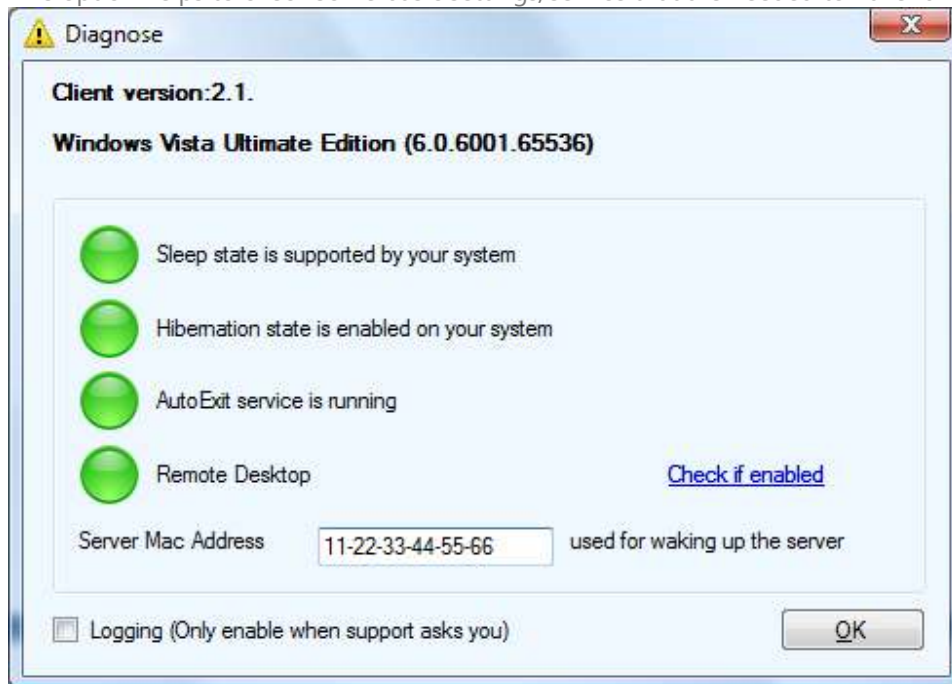 Diagnose
Client version:2.1.
Windows Vista Ultimate Edition (6.0.6001.65536)
Sleep state is supported by your system
Hibernation state is enabled on your system
AutoExit service is running
Remote Desktop Check if enabled
Server Mac Address 11-22-33-44-55-66 used for waking up the server
Logging (Only enable when support asks you) OK